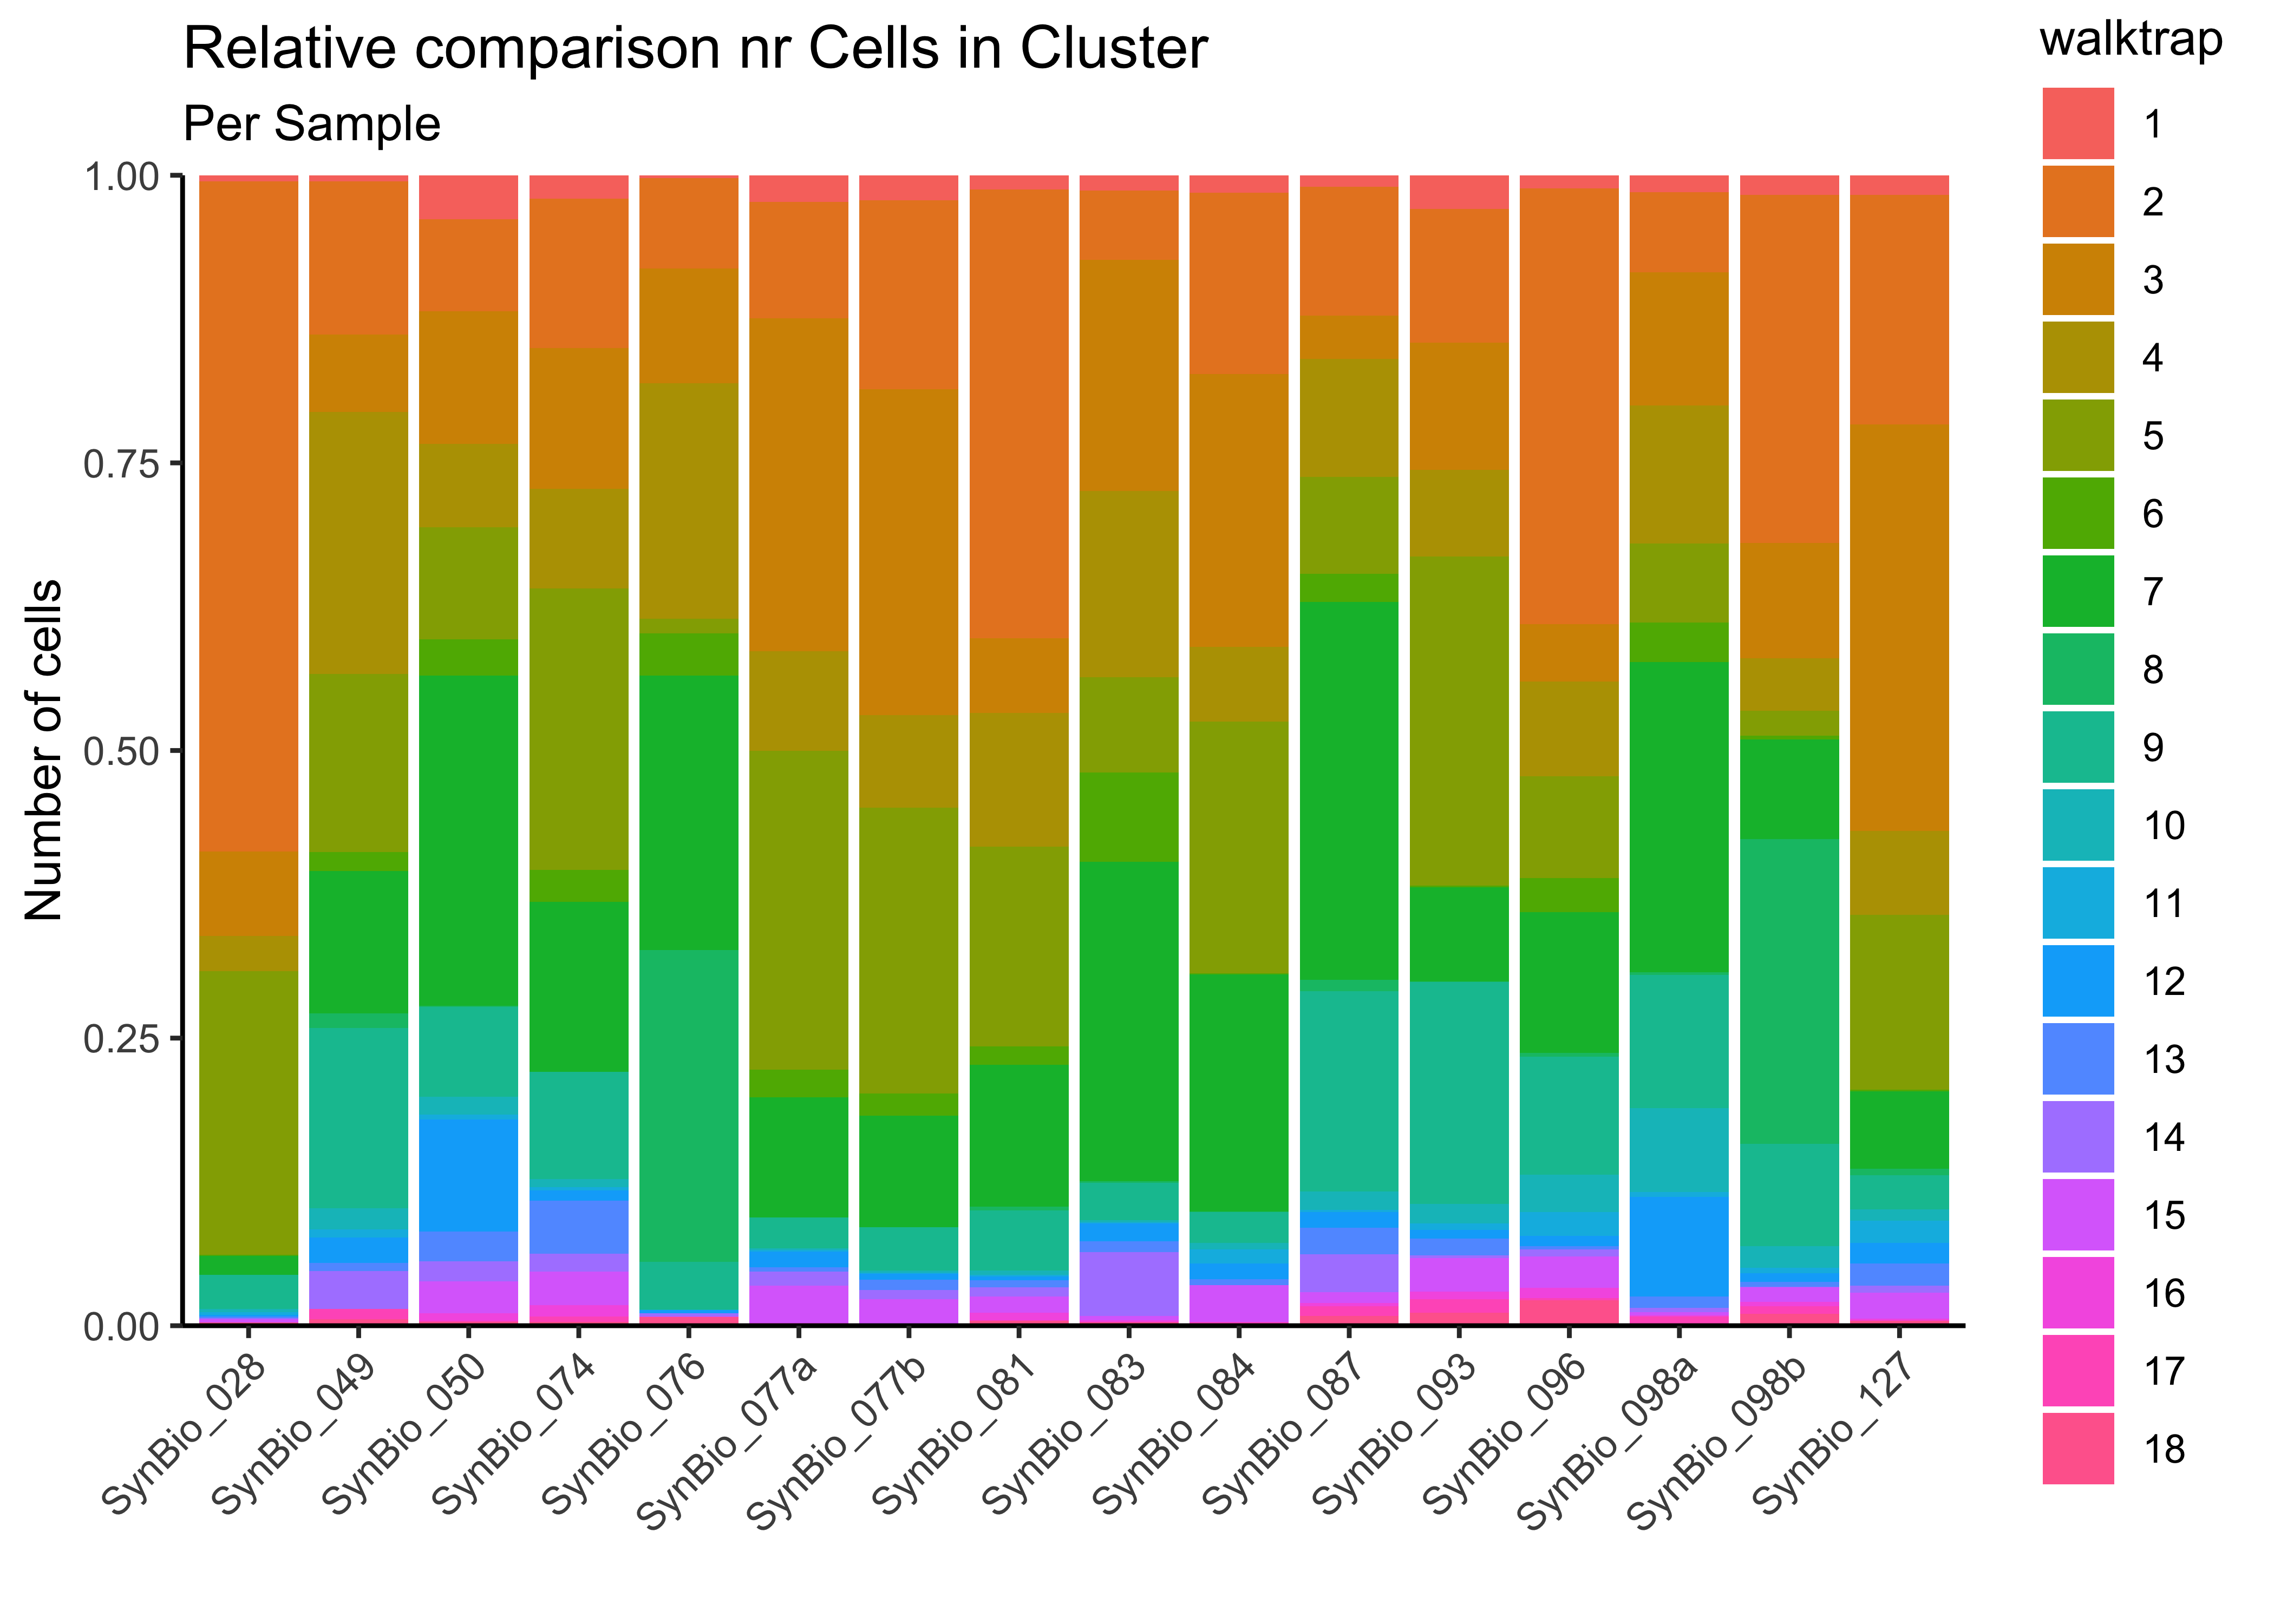 Relative comparison nr Cells in Cluster
Per Sample
Number of cells
1.00
0.75
0.50
0.25
0.00
SynBio_028
SynBio_049
SynBio_050
SynBio_074
SynBio_076
SynBio_077a
SynBio_077b
SynBio_081
SynBio_083
SynBio_084
SynBio_087
SynBio_093
SynBio_096
SynBio_098a
SynBio_098b
SynBio_127
walktrap
1
2
3
4
5
6
7
8
9
10
11
12
13
14
15
16
17
18